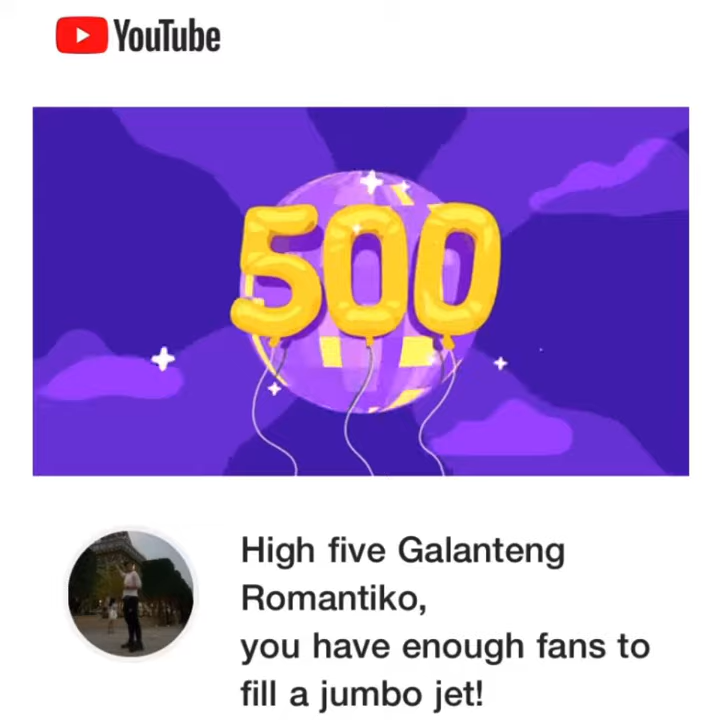 YouTube
500
High five Galanteng
Romantiko,
you have enough fans to
fill a jumbo jet!